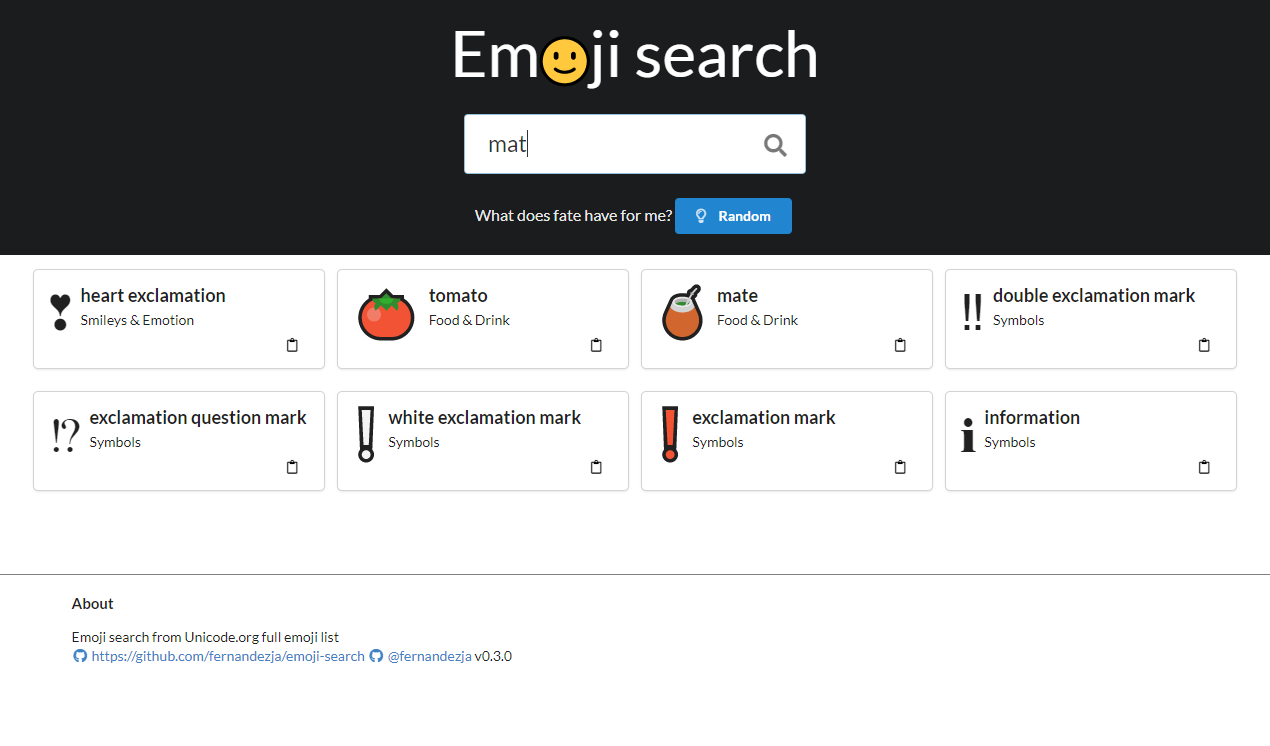 Em🙂ji search
mat
What does fate have for me? Random
heart exclamation
Smileys & Emotion
tomato
Food & Drink
mate
Food & Drink
double exclamation mark
Symbols
exclamation question mark
Symbols
white exclamation mark
Symbols
exclamation mark
Symbols
information
Symbols
About
Emoji search from Unicode.org full emoji list
https://github.com/fernandezja/emoji-search @fernandezja v0.3.0